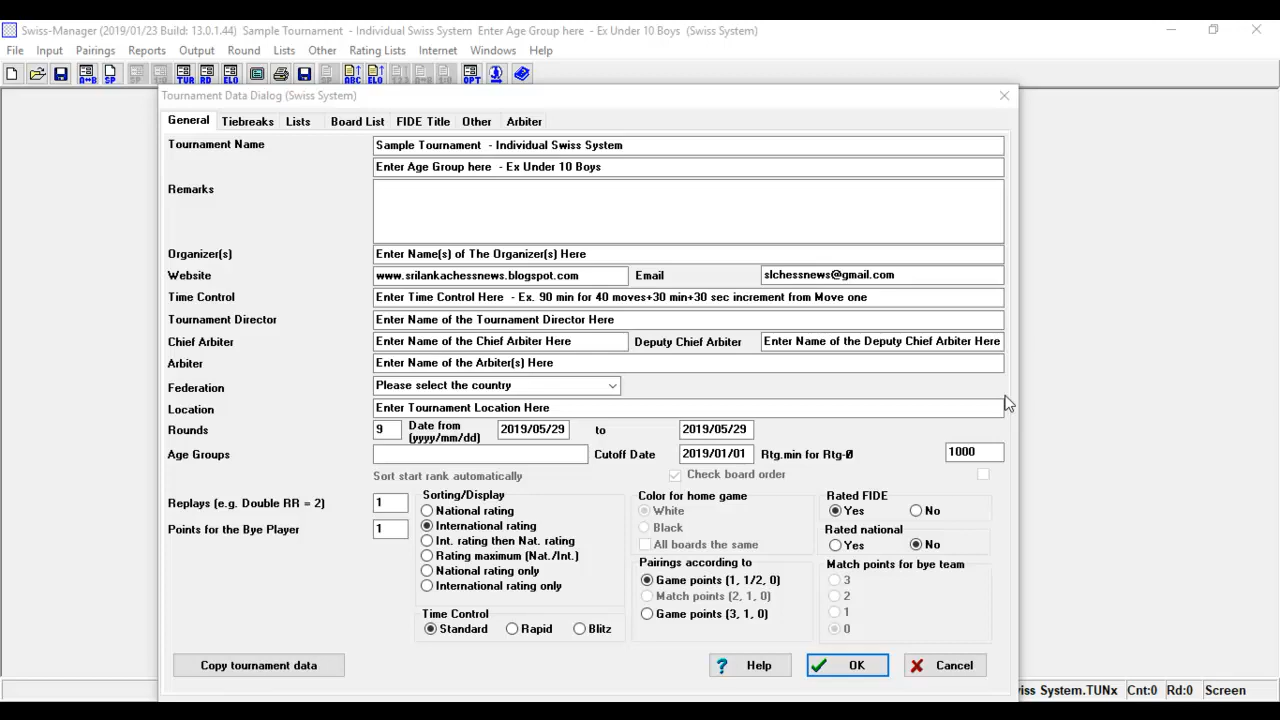 Swiss-Manager (2019/01/23 Build: 13.0.1.44) Sample Tournament - Individual Swiss System Enter Age Group here - Ex Under 10 Boys (Swiss System)
File Input Pairings Reports Output Round Lists Other Rating Lists Internet Windows Help
A↔B SP SP TUR RD ELO ABC ELO OPT
Tournament Data Dialog (Swiss System)
General Tiebreaks Lists Board List FIDE Title Other Arbiter
Tournament Name Sample Tournament - Individual Swiss System
Enter Age Group here - Ex Under 10 Boys
Remarks
Organizer(s) Enter Name(s) of The Organizer(s) Here
Website www.srilankachessnews.blogspot.com Email slchessnews@gmail.com
Time Control Enter Time Control Here - Ex. 90 min for 40 moves+30 min+30 sec increment from Move one
Tournament Director Enter Name of the Tournament Director Here
Chief Arbiter Enter Name of the Chief Arbiter Here Deputy Chief Arbiter Enter Name of the Deputy Chief Arbiter Here
Arbiter Enter Name of the Arbiter(s) Here
Federation Please select the country
Location Enter Tournament Location Here
Rounds 9 Date from (yyyy/mm/dd) 2019/05/29 to 2019/05/29
Age Groups Cutoff Date 2019/01/01 Rtg.min for Rtg-Ø 1000
Sort start rank automatically Check board order
Replays (e.g. Double RR = 2) 1
Points for the Bye Player 1
Sorting/Display
National rating
International rating
Int. rating then Nat. rating
Rating maximum (Nat./Int.)
National rating only
International rating only
Time Control
Standard Rapid Blitz
Color for home game
White
Black
All boards the same
Pairings according to
Game points (1, 1/2, 0)
Match points (2, 1, 0)
Game points (3, 1, 0)
Rated FIDE
Yes No
Rated national
Yes No
Match points for bye team
3
2
1
0
Copy tournament data ? Help OK Cancel
iss System.TUNx Cnt:0 Rd:0 Screen